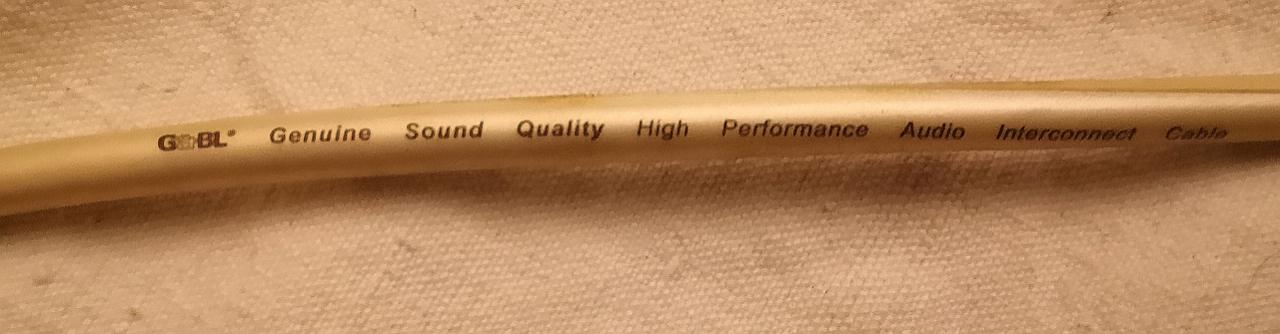 G&BL® Genuine Sound Quality High Performance Audio Interconnect Cable